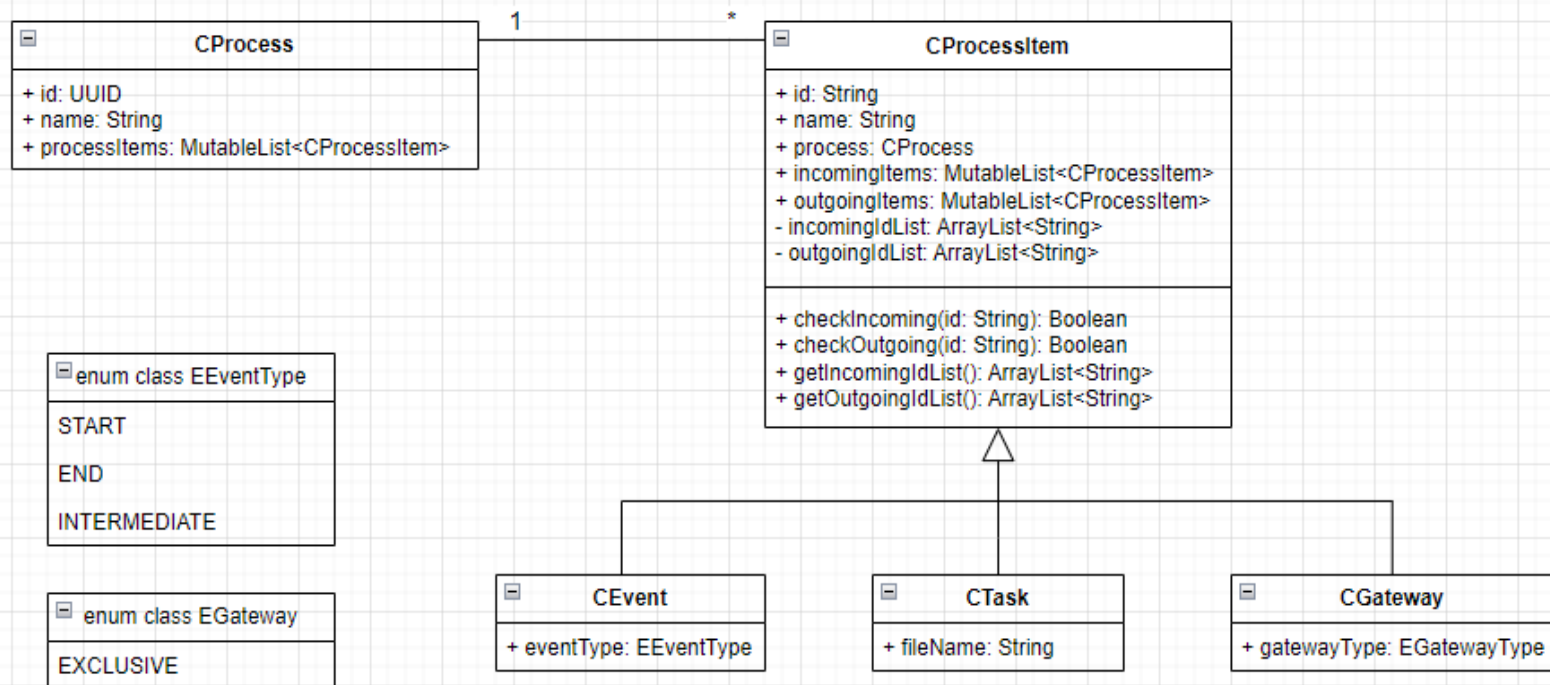 1
*
CProcess
+ id: UUID
+ name: String
+ processItems: MutableList<CProcessItem>
CProcessItem
+ id: String
+ name: String
+ process: CProcess
+ incomingItems: MutableList<CProcessItem>
+ outgoingItems: MutableList<CProcessItem>
- incomingIdList: ArrayList<String>
- outgoingIdList: ArrayList<String>
+ checkIncoming(id: String): Boolean
+ checkOutgoing(id: String): Boolean
+ getIncomingIdList(): ArrayList<String>
+ getOutgoingIdList(): ArrayList<String>
enum class EEventType
START
END
INTERMEDIATE
enum class EGateway
EXCLUSIVE
CEvent
+ eventType: EEventType
CTask
+ fileName: String
CGateway
+ gatewayType: EGatewayType